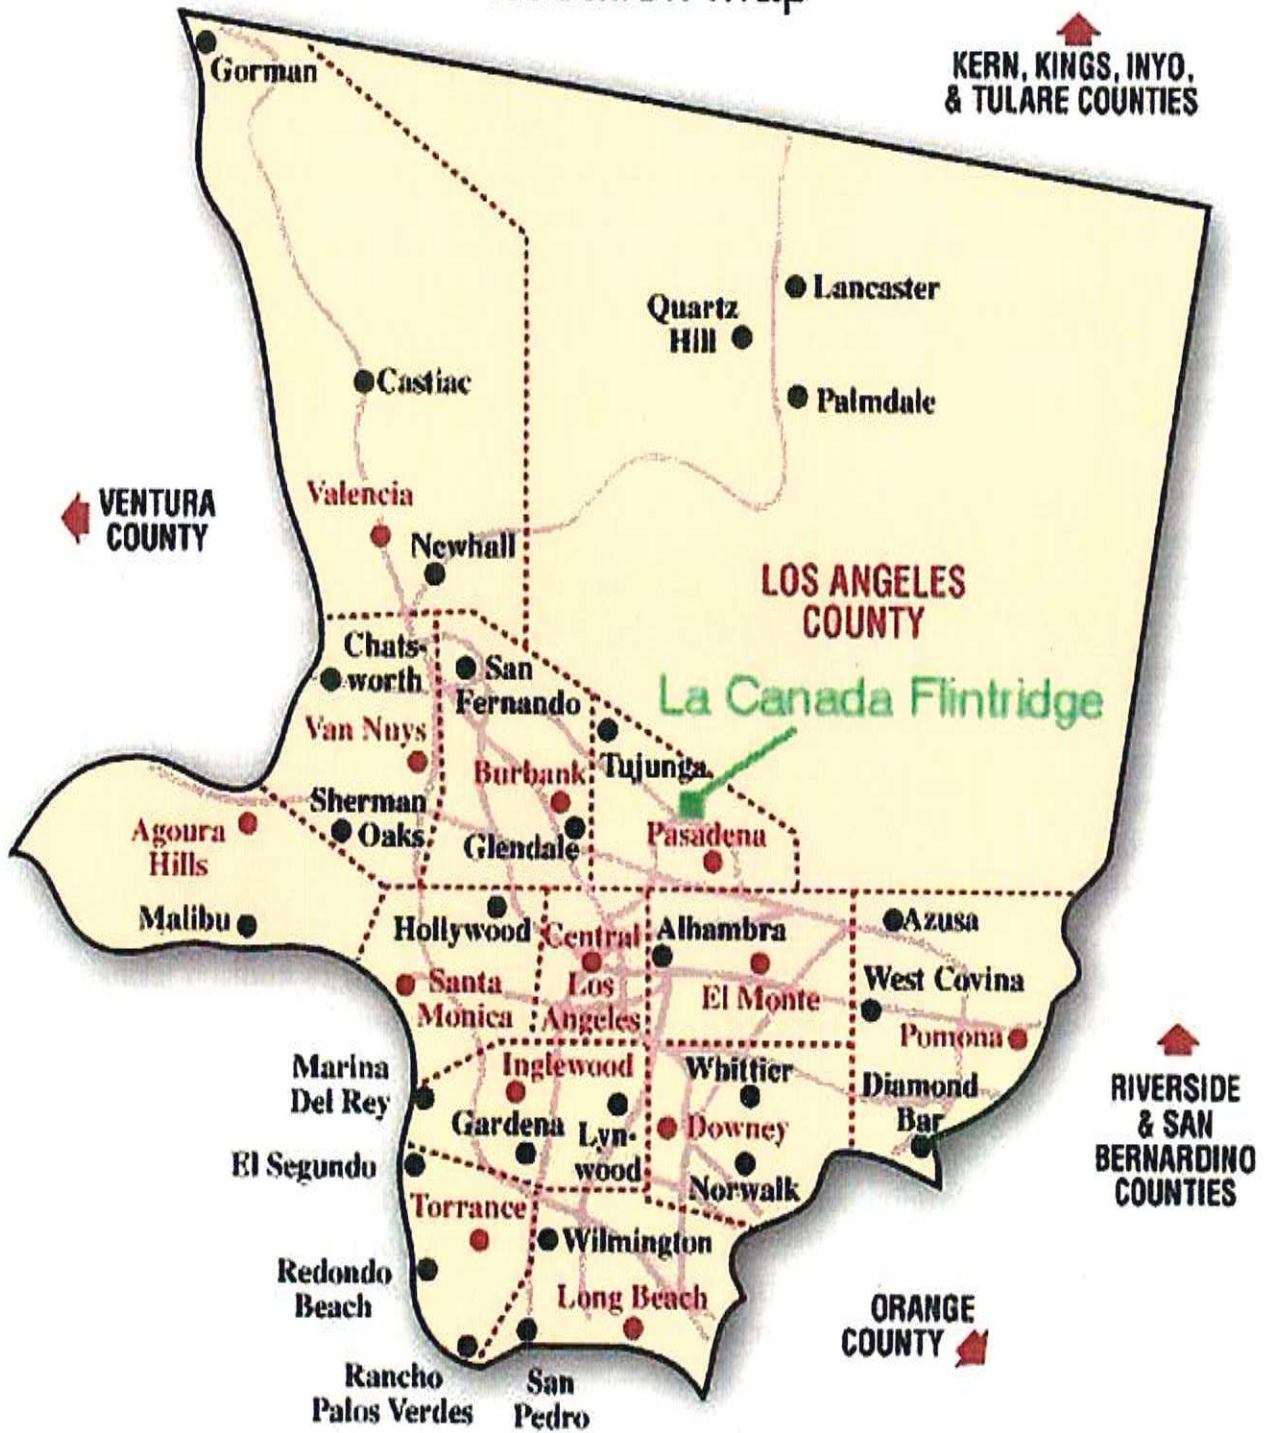 Gorman
KERN, KINGS, INYO,
& TULARE COUNTIES
Lancaster
Quartz
Hill
Castiac
Palmdale
VENTURA
COUNTY
Valencia
Newhall
LOS ANGELES
COUNTY
Chats-
worth
San
Fernando
La Canada Flintridge
Van Nuys
Tujunga
Burbank
Sherman
Oaks
Agoura
Hills
Glendale
Pasadena
Malibu
Hollywood
Central
Los
Angeles
Alhambra
Azusa
Santa
Monica
El Monte
West Covina
Pomona
Marina
Del Rey
Inglewood
Whittier
Diamond
Bar
RIVERSIDE
& SAN
BERNARDINO
COUNTIES
Gardena
Lyn-
wood
Downey
El Segundo
Norwalk
Torrance
Wilmington
Redondo
Beach
Long Beach
ORANGE
COUNTY
Rancho
Palos Verdes
San
Pedro